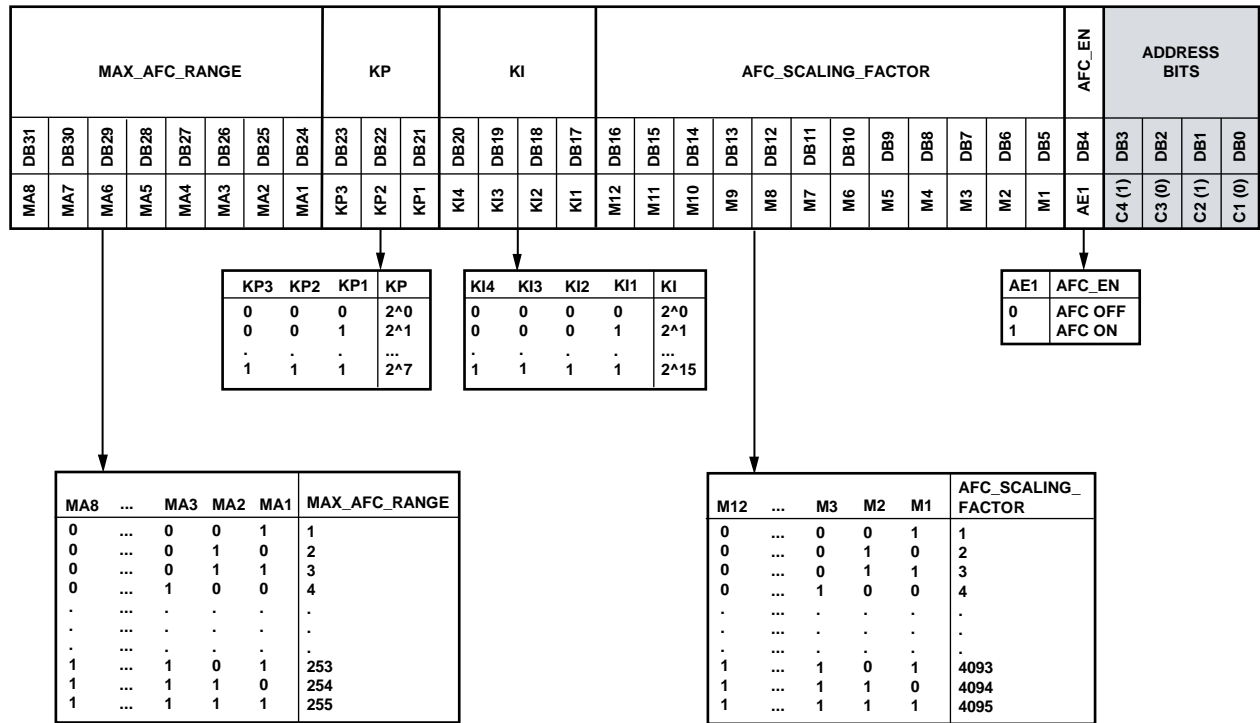 MAX_AFC_RANGE KP KI AFC_SCALING_FACTOR AFC_EN ADDRESS
BITS
DB31 DB30 DB29 DB28 DB27 DB26 DB25 DB24 DB23 DB22 DB21 DB20 DB19 DB18 DB17 DB16 DB15 DB14 DB13 DB12 DB11 DB10 DB9 DB8 DB7 DB6 DB5 DB4 DB3 DB2 DB1 DB0
MA8 MA7 MA6 MA5 MA4 MA3 MA2 MA1 KP3 KP2 KP1 KI4 KI3 KI2 KI1 M12 M11 M10 M9 M8 M7 M6 M5 M4 M3 M2 M1 AE1 C4 (1) C3 (0) C2 (1) C1 (0)
KP3 KP2 KP1 KP
0 0 0 2^0
0 0 1 2^1
. . . ...
1 1 1 2^7
KI4 KI3 KI2 KI1 KI
0 0 0 0 2^0
0 0 0 1 2^1
. . . . ...
1 1 1 1 2^15
AE1 AFC_EN
0 AFC OFF
1 AFC ON
MA8 ... MA3 MA2 MA1 MAX_AFC_RANGE
0 ... 0 0 1 1
0 ... 0 1 0 2
0 ... 0 1 1 3
0 ... 1 0 0 4
. ... . . . .
. ... . . . .
. ... . . . .
1 ... 1 0 1 253
1 ... 1 1 0 254
1 ... 1 1 1 255
M12 ... M3 M2 M1 AFC_SCALING_
FACTOR
0 ... 0 0 1 1
0 ... 0 1 0 2
0 ... 0 1 1 3
0 ... 1 0 0 4
. ... . . . .
. ... . . . .
. ... . . . .
1 ... 1 0 1 4093
1 ... 1 1 0 4094
1 ... 1 1 1 4095